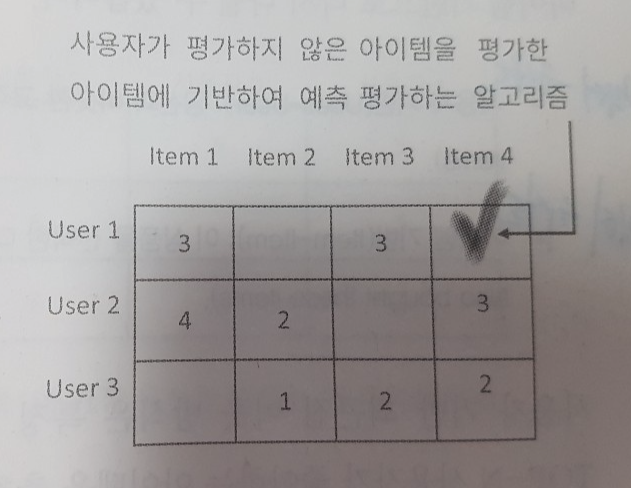 사용자가 평가하지 않은 아이템을 평가한
아이템에 기반하여 예측 평가하는 알고리즘
Item 1 Item 2 Item 3 Item 4
User 1 3 3
User 2 4 2 3
User 3 1 2 2